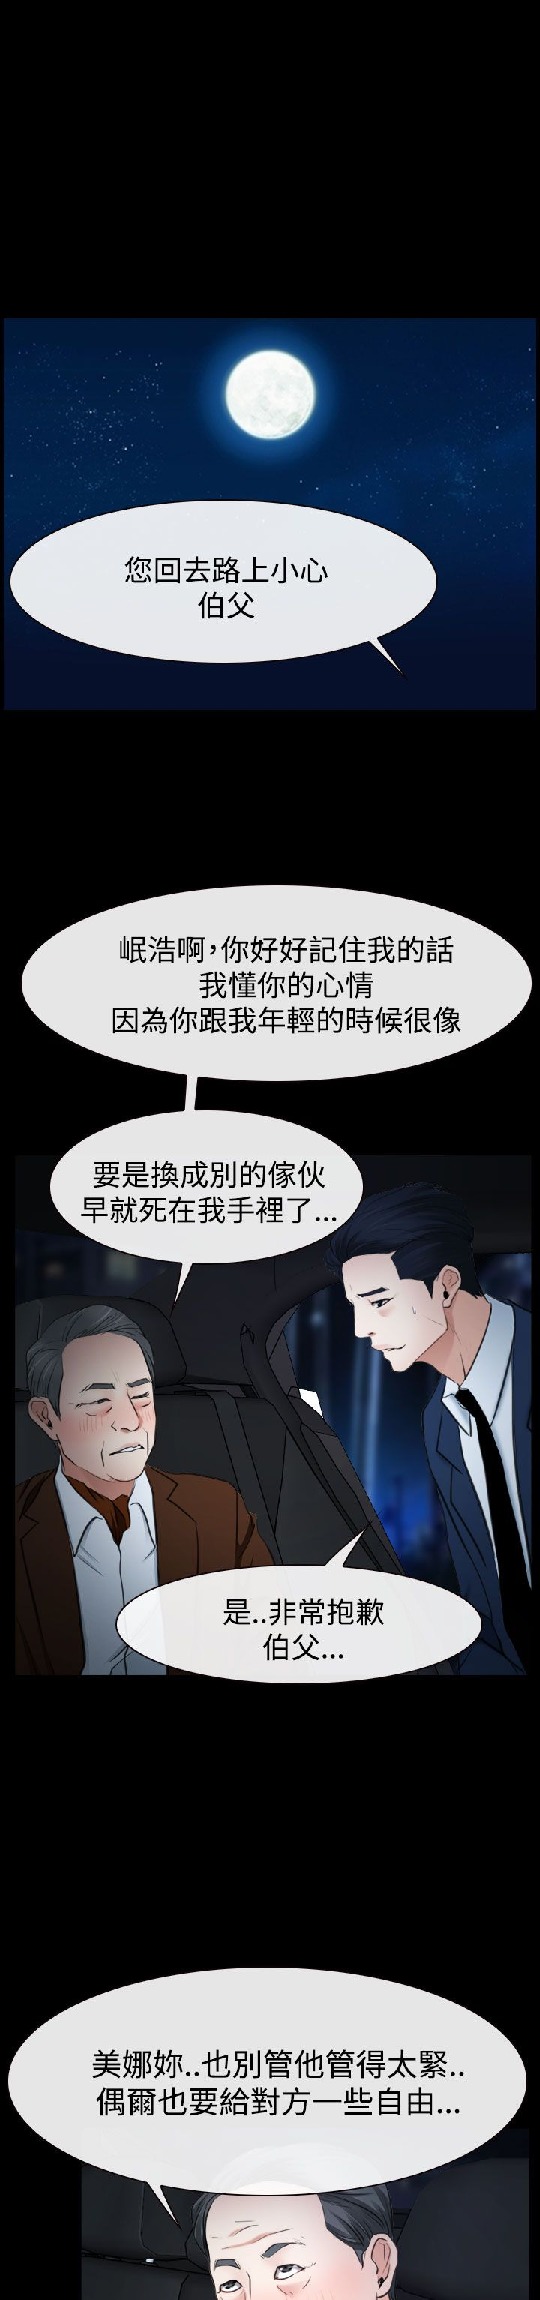 您回去路上小心
伯父
岷浩啊,你好好記住我的話
我懂你的心情
因為你跟我年輕的時候很像
要是換成別的傢伙
早就死在我手裡了...
是..非常抱歉
伯父...
美娜妳..也別管他管得太緊..
偶爾也要給對方一些自由...